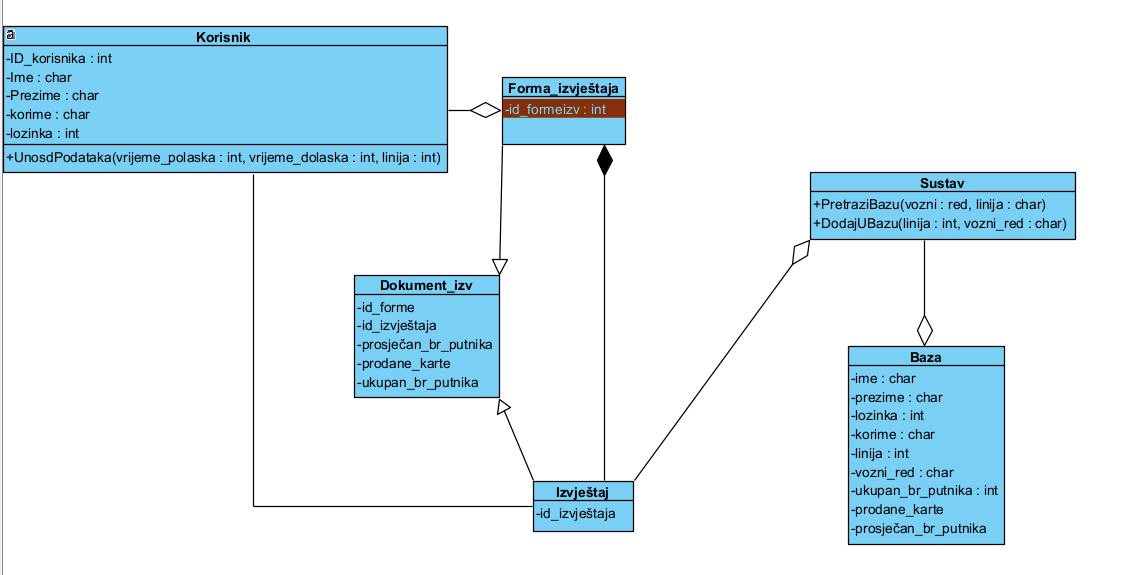 a
Korisnik
-ID_korisnika : int
-Ime : char
-Prezime : char
-korime : char
-lozinka : int
+UnosdPodataka(vrijeme_polaska : int, vrijeme_dolaska : int, linija : int)
Forma_izvještaja
-id_formeizv : int
Sustav
+PretraziBazu(vozni : red, linija : char)
+DodajUBazu(linija : int, vozni_red : char)
Dokument_izv
-id_forme
-id_izvještaja
-prosječan_br_putnika
-prodane_karte
-ukupan_br_putnika
Baza
-ime : char
-prezime : char
-lozinka : int
-korime : char
-linija : int
-vozni_red : char
-ukupan_br_putnika : int
-prodane_karte
-prosječan_br_putnika
Izvještaj
-id_izvještaja